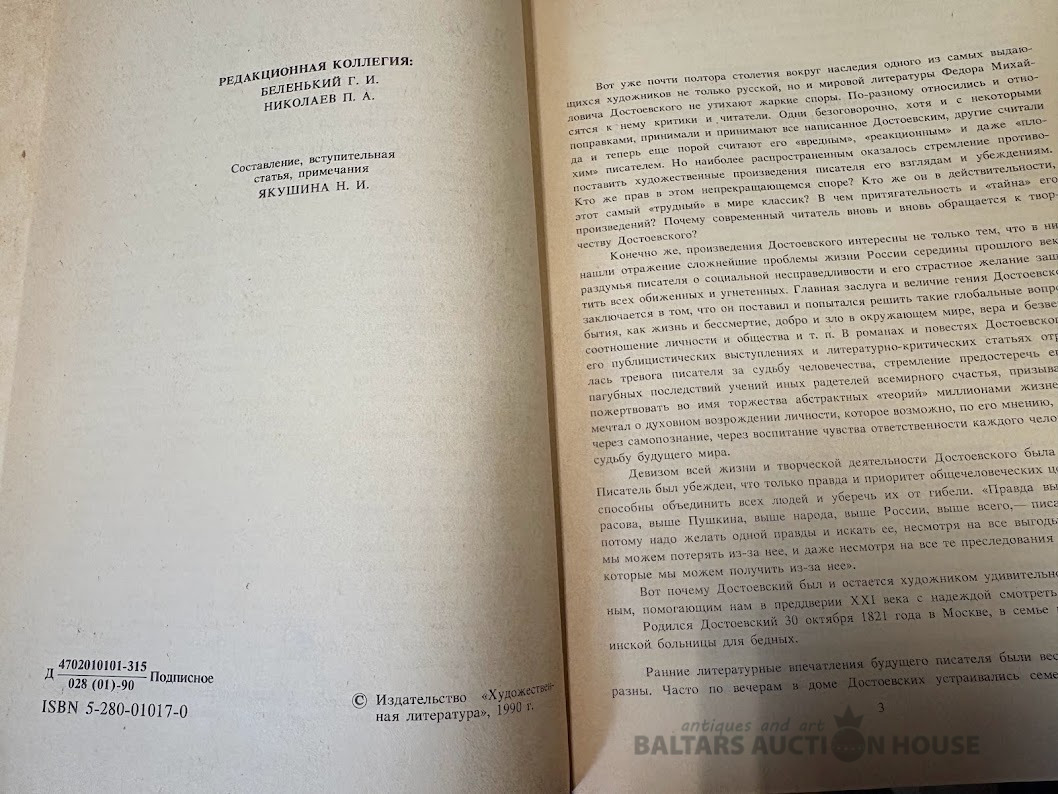 РЕДАКЦИОННАЯ КОЛЛЕГИЯ:
БЕЛЕНЬКИЙ Г. И.
НИКОЛАЕВ П. А.
Составление, вступительная
статья, примечания
ЯКУШИНА Н. И.
Д 4702010101-315
028 (01)-90
Подписное
ISBN 5-280-01017-0
© Издательство «Художествен-
ная литература», 1990 г.
Вот уже почти полтора столетия вокруг наследия одного из самых выдаю-
щихся художников не только русской, но и мировой литературы Федора Михай-
ловича Достоевского не утихают жаркие споры. По-разному относились и отно-
сятся к нему критики и читатели. Одни безоговорочно, хотя и с некоторыми
поправками, принимали и принимают все написанное Достоевским, другие считали
да и теперь еще порой считают его «вредным», «реакционным» и даже «пло-
хим» писателем. Но наиболее распространенным оказалось стремление противо-
поставить художественные произведения писателя его взглядам и убеждениям.
Кто же прав в этом непрекращающемся споре? Кто же он в действительности,
этот самый «трудный» в мире классик? В чем притягательность и «тайна» его
произведений? Почему современный читатель вновь и вновь обращается к твор-
честву Достоевского?
Конечно же, произведения Достоевского интересны не только тем, что в ни
нашли отражение сложнейшие проблемы жизни России середины прошлого век
раздумья писателя о социальной несправедливости и его страстное желание защ
тить всех обиженных и угнетенных. Главная заслуга и величие гения Достоевско
заключается в том, что он поставил и попытался решить такие глобальные вопро
бытия, как жизнь и бессмертие, добро и зло в окружающем мире, вера и безве
соотношение личности и общества и т. п. В романах и повестях Достоевског
его публицистических выступлениях и литературно-критических статьях отр
лась тревога писателя за судьбу человечества, стремление предостеречь ег
пагубных последствий учений иных радетелей всемирного счастья, призыва
пожертвовать во имя торжества абстрактных «теорий» миллионами жизне
мечтал о духовном возрождении личности, которое возможно, по его мнению,
через самопознание, через воспитание чувства ответственности каждого чело
судьбу будущего мира.
Девизом всей жизни и творческой деятельности Достоевского была
Писатель был убежден, что только правда и приоритет общечеловеческих це
способны объединить всех людей и уберечь их от гибели. «Правда вы
расова, выше Пушкина, выше народа, выше России, выше всего,— писа
потому надо желать одной правды и искать ее, несмотря на все выгоды
мы можем потерять из-за нее, и даже несмотря на все те преследования
которые мы можем получить из-за нее».
Вот почему Достоевский был и остается художником удивительно
ным, помогающим нам в преддверии XXI века с надеждой смотреть
Родился Достоевский 30 октября 1821 года в Москве, в семье
инской больницы для бедных.
Ранние литературные впечатления будущего писателя были вес
разны. Часто по вечерам в доме Достоевских устраивались семе
3
antiques and art
BALTARS AUCTION HOUSE